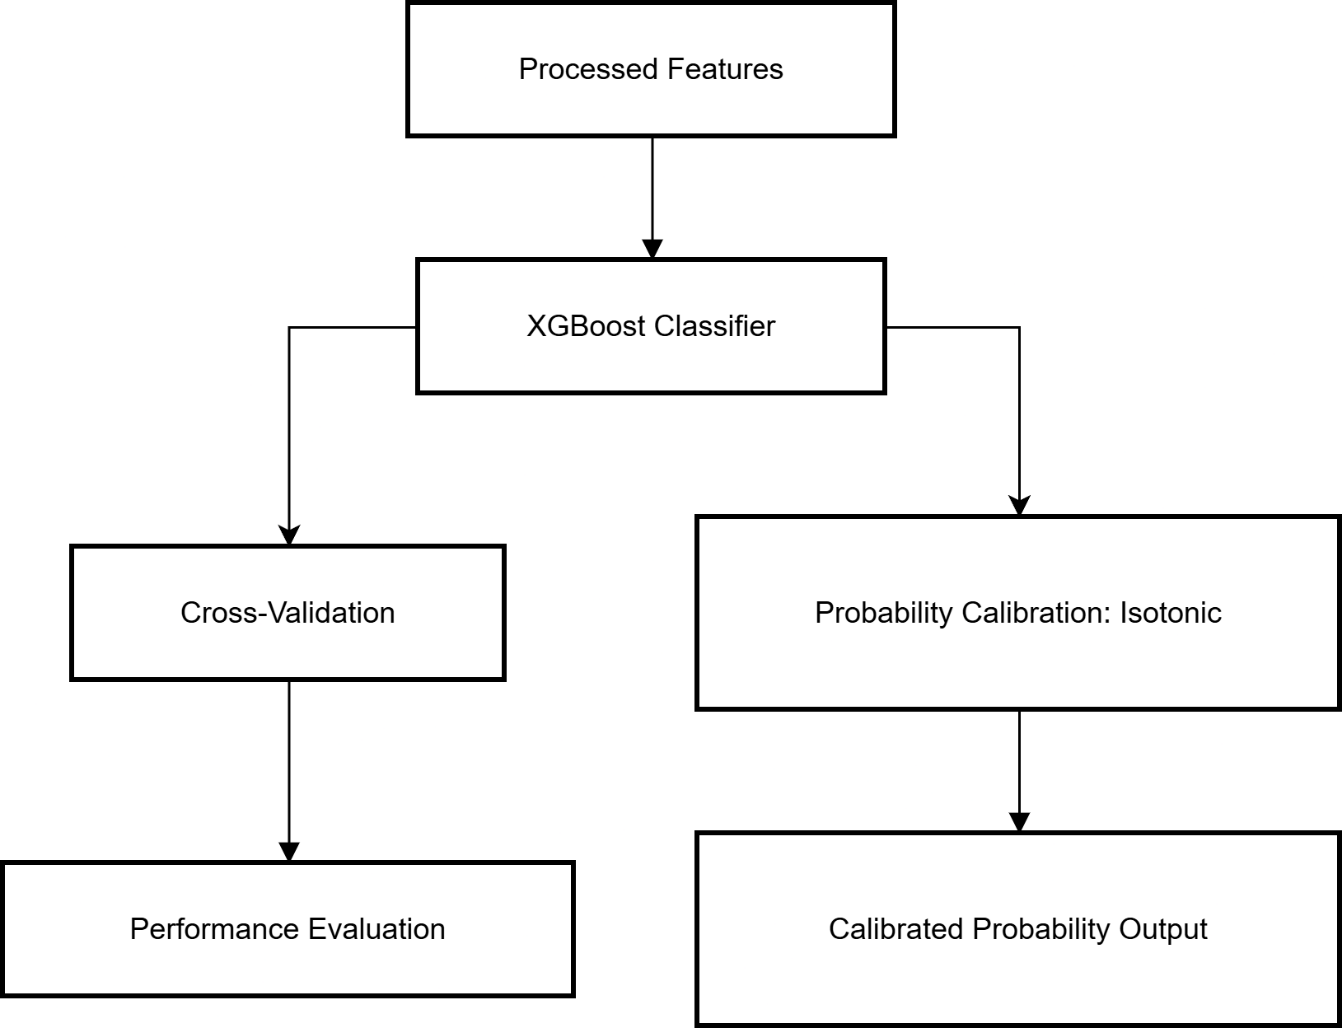 Processed Features
XGBoost Classifier
Cross-Validation
Probability Calibration: Isotonic
Performance Evaluation
Calibrated Probability Output